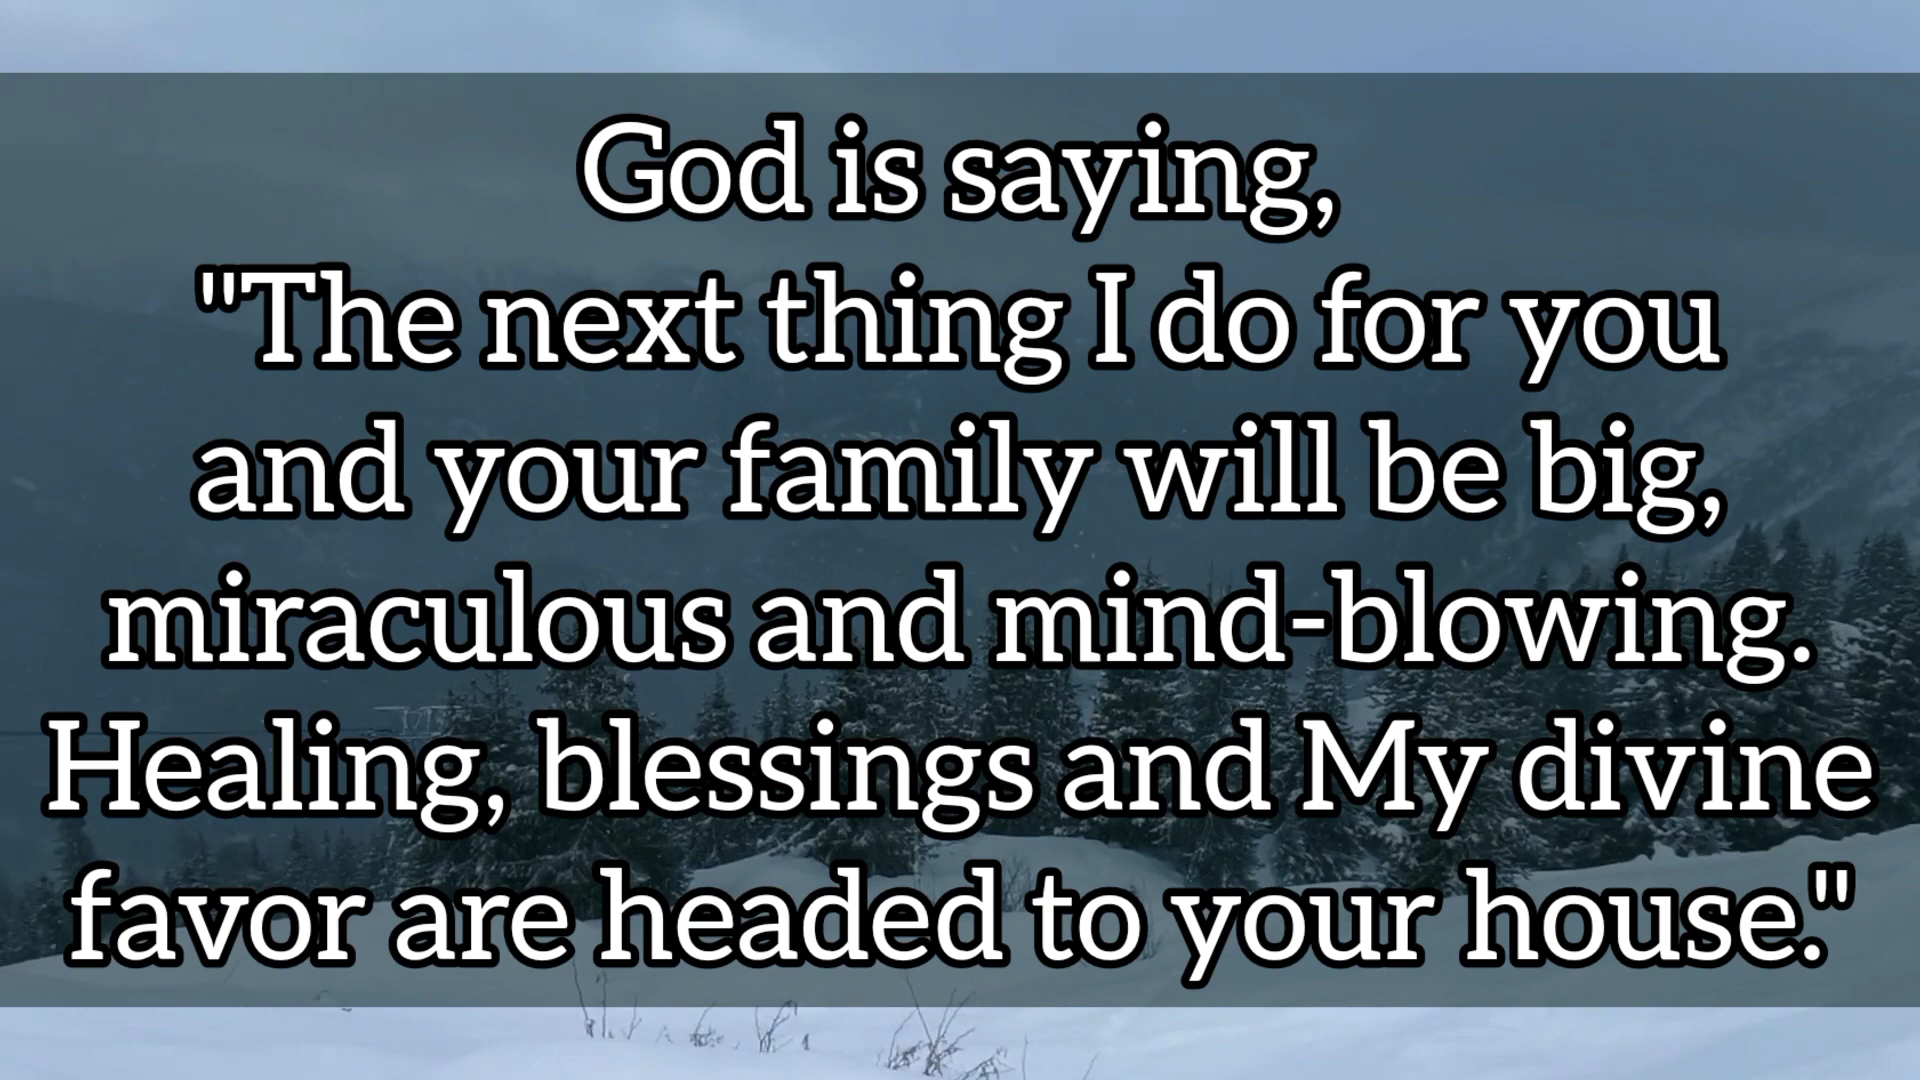 God is saying,
"The next thing I do for you
and your family will be big,
miraculous and mind-blowing.
Healing, blessings and My divine
favor are headed to your house."